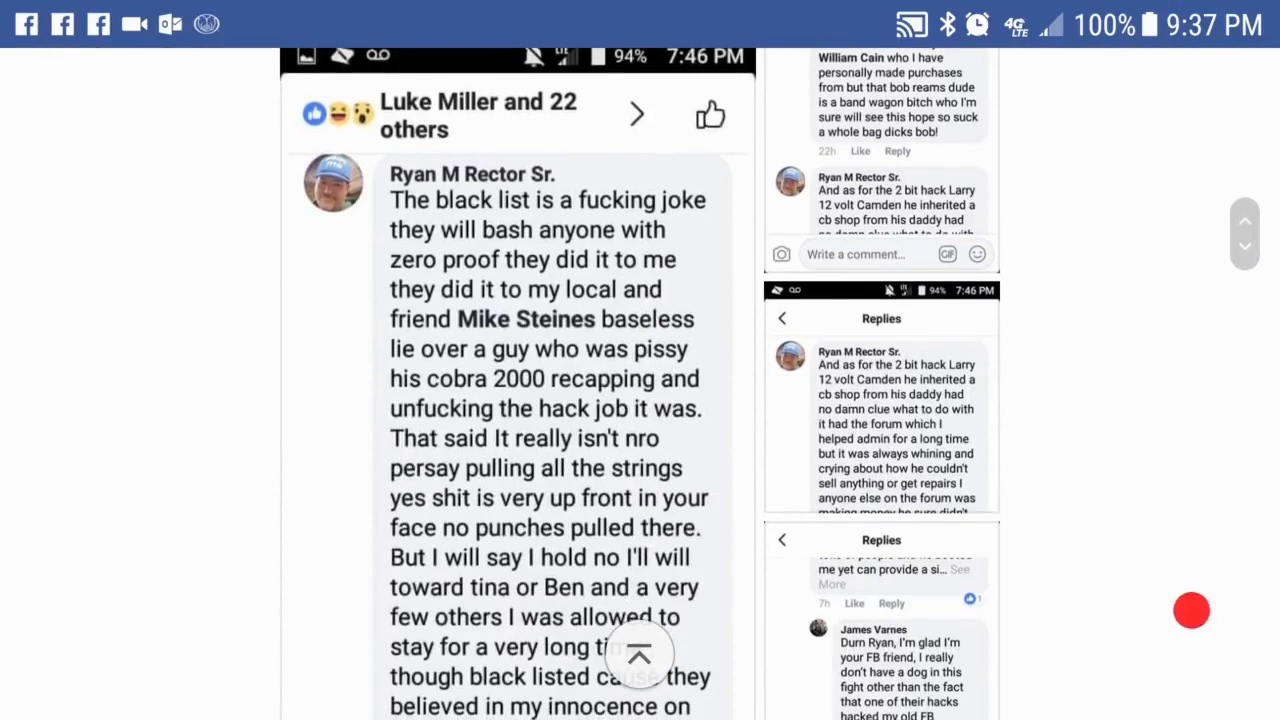 100% 9:37 PM
94% 7:46 PM
Luke Miller and 22
others
Ryan M Rector Sr.
The black list is a fucking joke
they will bash anyone with
zero proof they did it to me
they did it to my local and
friend Mike Steines baseless
lie over a guy who was pissy
his cobra 2000 recapping and
unfucking the hack job it was.
That said It really isn't nro
persay pulling all the strings
yes shit is very up front in your
face no punches pulled there.
But I will say I hold no I'll will
toward tina or Ben and a very
few others I was allowed to
stay for a very long
though black listed cause they
believed in my innocence on
William Cain who I have
personally made purchases
from but that bob reams dude
is a band wagon bitch who I'm
sure will see this hope so suck
a whole bag dicks bob!
22h Like Reply
Ryan M Rector Sr.
And as for the 2 bit hack Larry
12 volt Camden he inherited a
cb shop from his daddy had
no damn clue what to do with
Write a comment... GIF
94% 7:46 PM
Replies
Ryan M Rector Sr.
And as for the 2 bit hack Larry
12 volt Camden he inherited a
cb shop from his daddy had
no damn clue what to do with
it had the forum which I
helped admin for a long time
but it was always whining and
crying about how he couldn't
sell anything or get repairs I
anyone else on the forum was
making money he sure didn't
Replies
me yet can provide a si... See
More
7h Like Reply 1
James Varnes
Durn Ryan, I'm glad I'm
your FB friend, I really
don't have a dog in this
fight other than the fact
that one of their hacks
hacked my old FB